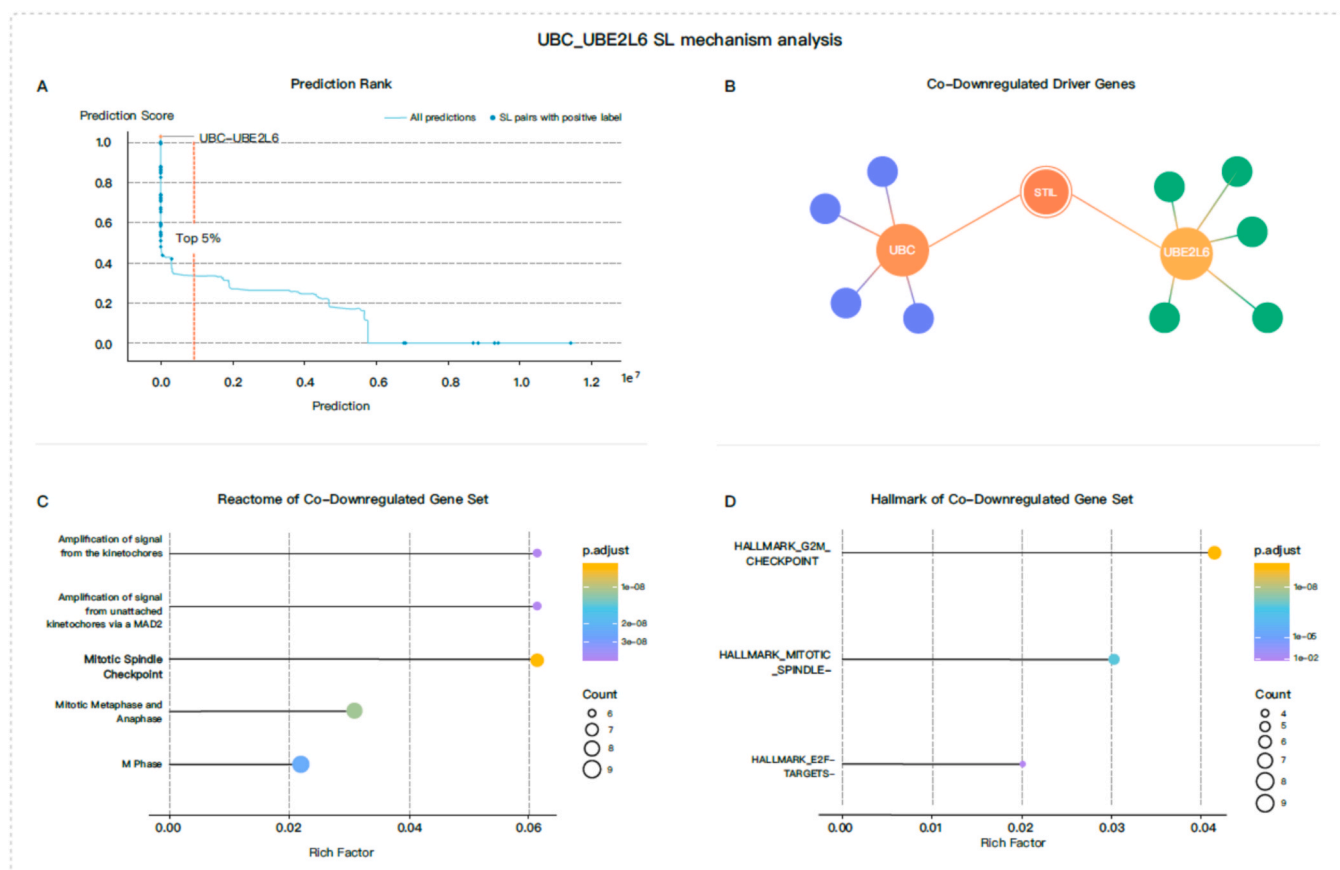 UBC_UBE2L6 SL mechanism analysis
A
Prediction Rank
Prediction Score
All predictions
SL pairs with positive label
UBC-UBE2L6
1.0
0.8
0.6
Top 5%
0.4
0.2
0.0
0.0
0.2
0.4
0.6
0.8
1.0
1.2
1e⁷
Prediction
B
Co-Downregulated Driver Genes
STIL
UBC
UBE2L6
C
Reactome of Co-Downregulated Gene Set
Amplification of signal
from the kinetochores
Amplification of signal
from unattached
kinetochores via a MAD2
Mitotic Spindle
Checkpoint
Mitotic Metaphase and
Anaphase
M Phase
0.00
0.02
0.04
0.06
Rich Factor
p.adjust
1e-08
2e-08
3e-08
Count
6
7
8
9
D
Hallmark of Co-Downregulated Gene Set
HALLMARK_G2M_
CHECKPOINT
HALLMARK_MITOTIC
_SPINDLE-
HALLMARK_E2F-
TARGETS-
0.00
0.01
0.02
0.03
0.04
Rich Factor
p.adjust
1e-08
1e-05
1e-02
Count
4
5
6
7
8
9